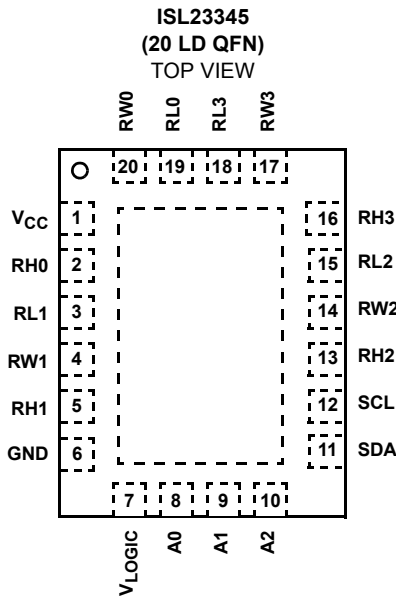 ISL23345
(20 LD QFN)
TOP VIEW
RW0 RL0 RL3 RW3
20 19 18 17
VCC 1
16 RH3
RH0 2
15 RL2
RL1 3
14 RW2
RW1 4
13 RH2
RH1 5
12 SCL
GND 6
11 SDA
7 8 9 10
VLOGIC A0 A1 A2